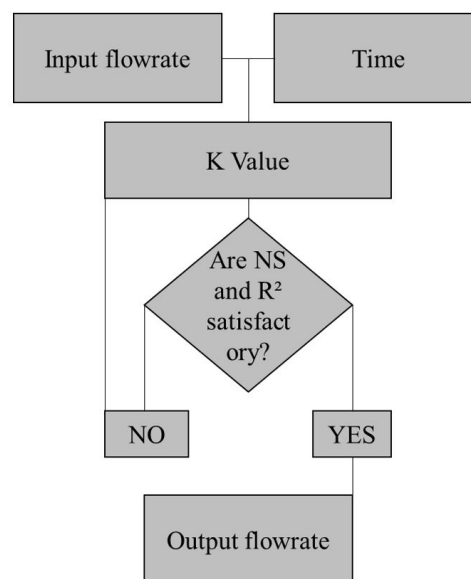 Input flowrate
Time
K Value
Are NS
and R²
satisfact
ory?
NO
YES
Output flowrate